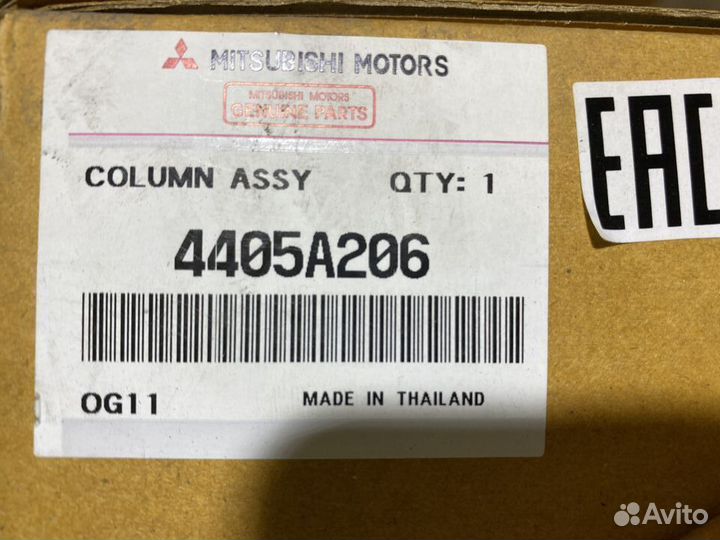 MITSUBISHI MOTORS
MITSUBISHI MOTORS
GENUINE PARTS
COLUMN ASSY QTY: 1
4405A206
OG11 MADE IN THAILAND
EAC
Avito